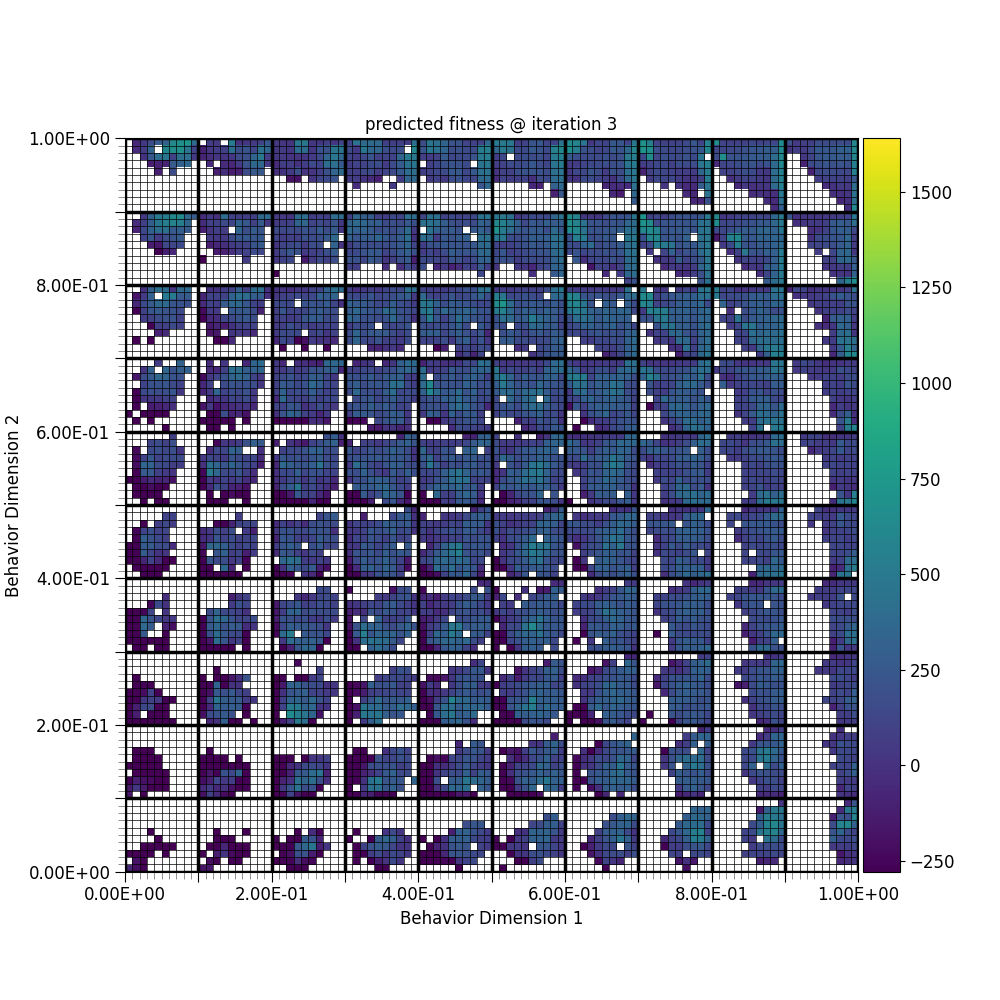 predicted fitness @ iteration 3
1.00E+00
8.00E-01
6.00E-01
4.00E-01
2.00E-01
0.00E+00
Behavior Dimension 2
0.00E+00 2.00E-01 4.00E-01 6.00E-01 8.00E-01 1.00E+00
Behavior Dimension 1
1500
1250
1000
750
500
250
0
−250